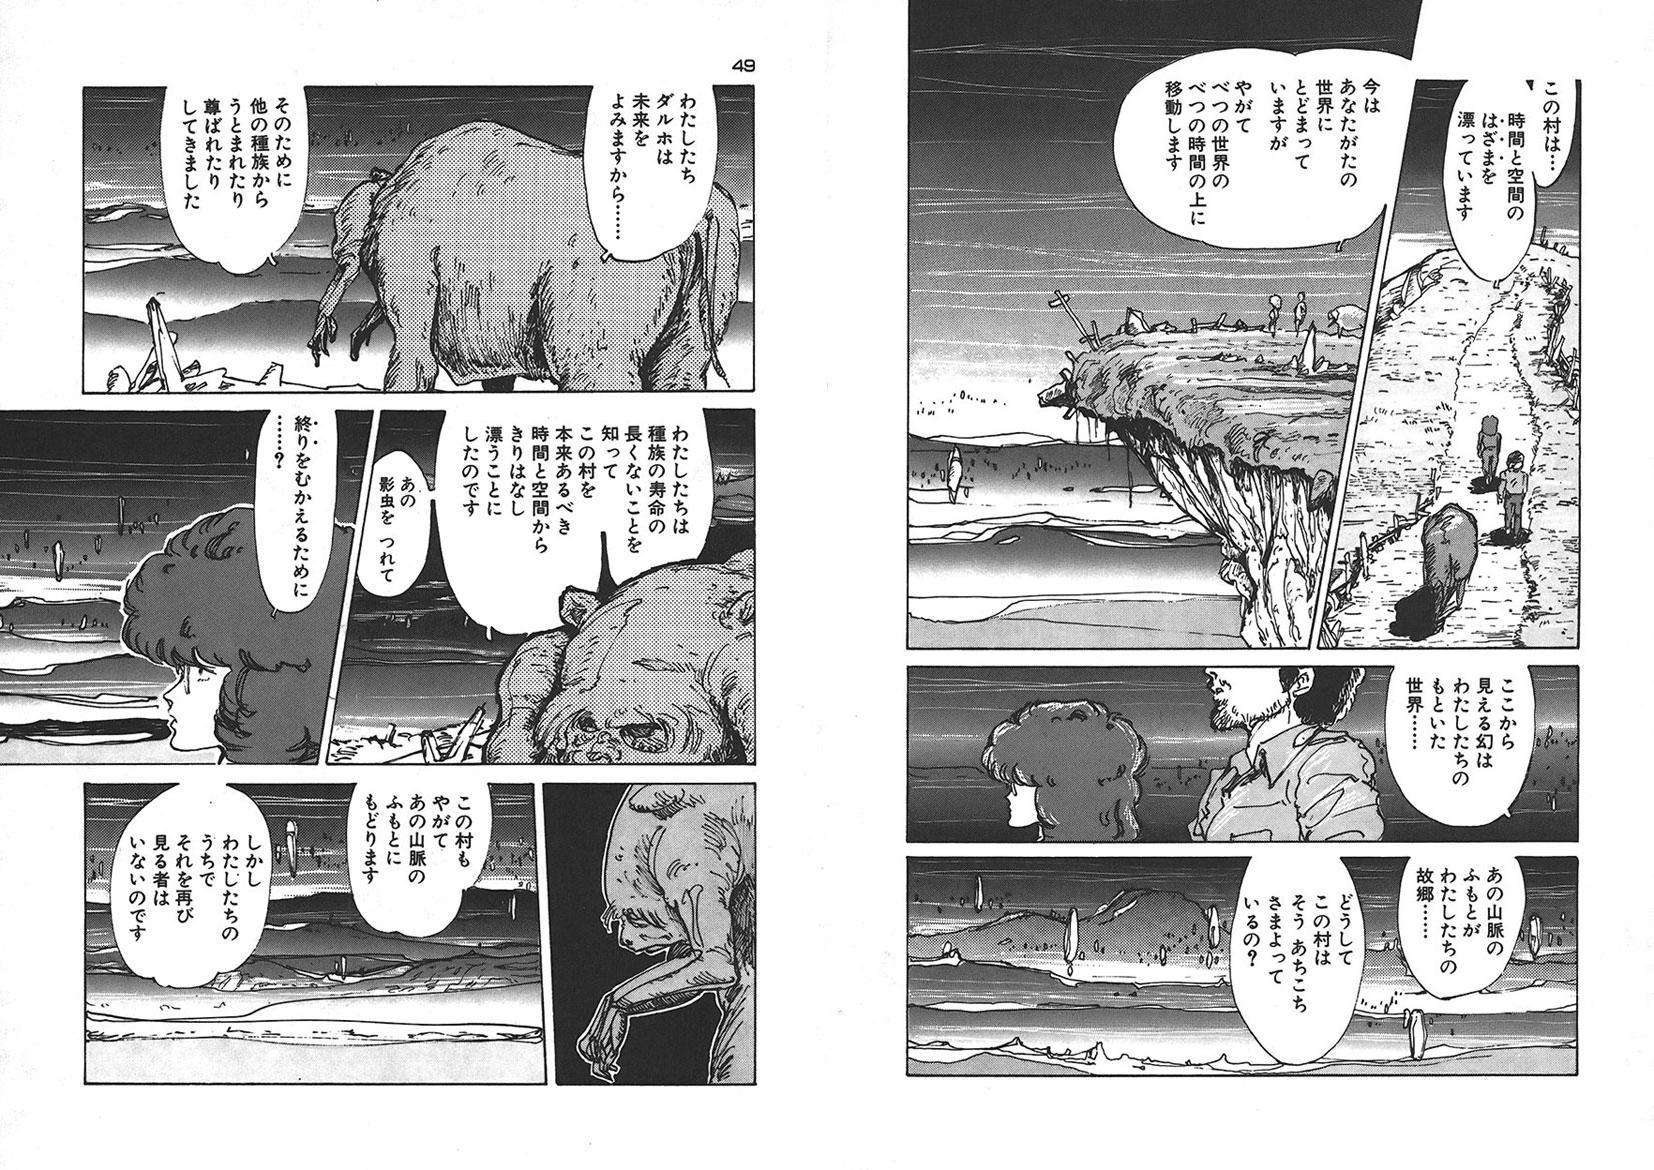 この村は…
時間と空間の
はざまを
漂っています
今は
あなたがたの
世界に
とどまって
いますが
やがて
べつの世界の
べつの時間の上に
移動します
ここから
見える幻は
わたしたちの
もといた
世界……
あの山脈の
ふもとが
わたしたちの
故郷……
どうして
この村は
そう あちこち
さまよって
いるの?
49
わたしたち
ダルホは
未来を
よみますから……
そのために
他の種族から
うとまれたり
尊ばれたり
してきました
わたしたちは
種族の寿命の
長くないことを
知って
この村を
本来あるべき
時間と空間から
きりはなし
漂うことに
したのです
あの
影虫を つれて
終りをむかえるために
……?
この村も
やがて
あの山脈の
ふもとに
もどります
しかし
わたしたちの
うちで
それを再び
見る者は
いないのです